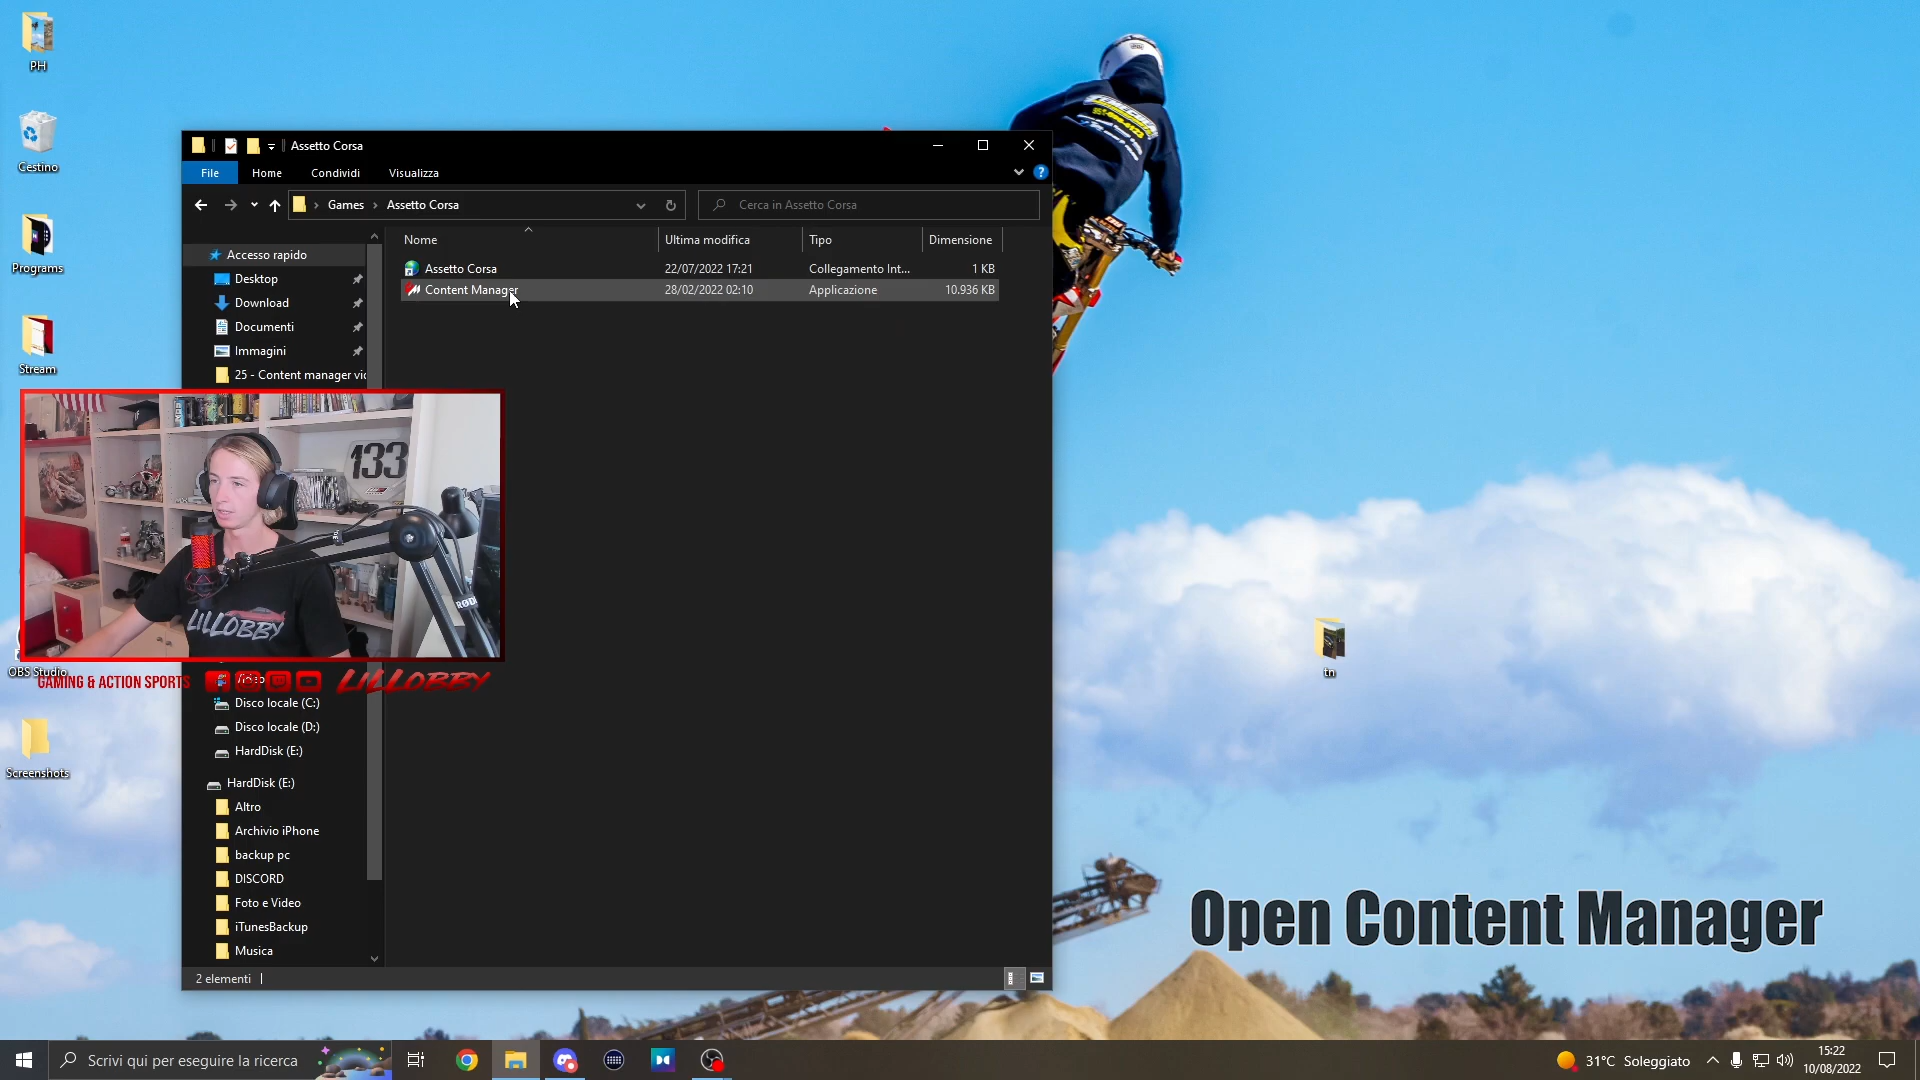 PH
Cestino
Programs
Stream
OBS Studio
Screenshots
Assetto Corsa
File Home Condividi Visualizza
Games > Assetto Corsa
Cerca in Assetto Corsa
Accesso rapido
Desktop
Download
Documenti
Immagini
25 - Content manager vid
Nome Ultima modifica Tipo Dimensione
Assetto Corsa 22/07/2022 17:21 Collegamento Int... 1 KB
Content Manager 28/02/2022 02:10 Applicazione 10.936 KB
133
RØDE
LILLOBBY
GAMING & ACTION SPORTS
LILLOBBY
Video
Disco locale (C:)
Disco locale (D:)
HardDisk (E:)
HardDisk (E:)
Altro
Archivio iPhone
backup pc
DISCORD
Foto e Video
iTunesBackup
Musica
2 elementi
tn
Open Content Manager
Scrivi qui per eseguire la ricerca
31°C Soleggiato
15:22
10/08/2022